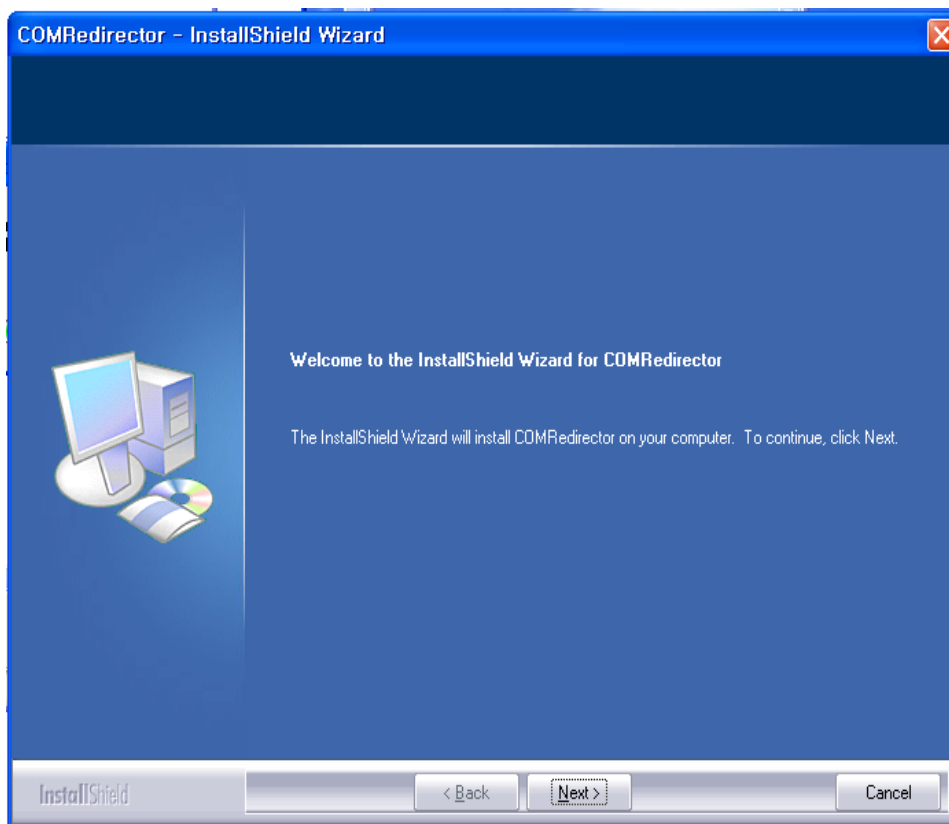 COMRedirector - InstallShield Wizard
Welcome to the InstallShield Wizard for COMRedirector
The InstallShield Wizard will install COMRedirector on your computer. To continue, click Next.
InstallShield
< Back
Next >
Cancel